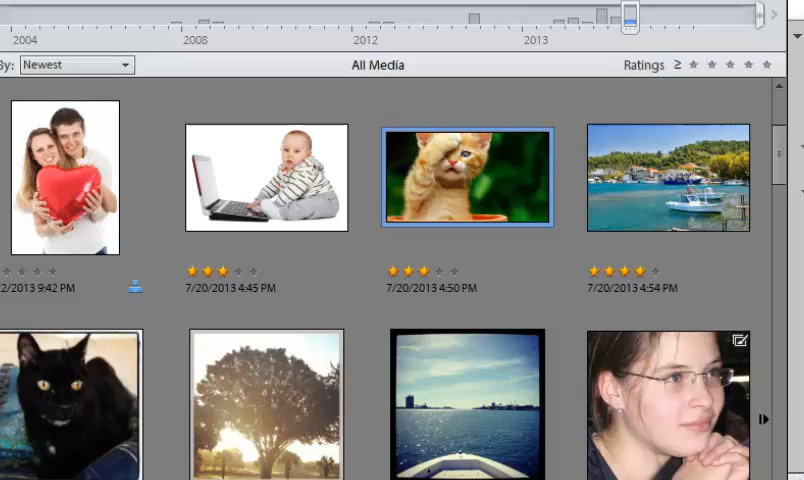 2004 2008 2012 2013
By: Newest All Media Ratings ≥
2/2013 9:42 PM 7/20/2013 4:45 PM 7/20/2013 4:50 PM 7/20/2013 4:54 PM